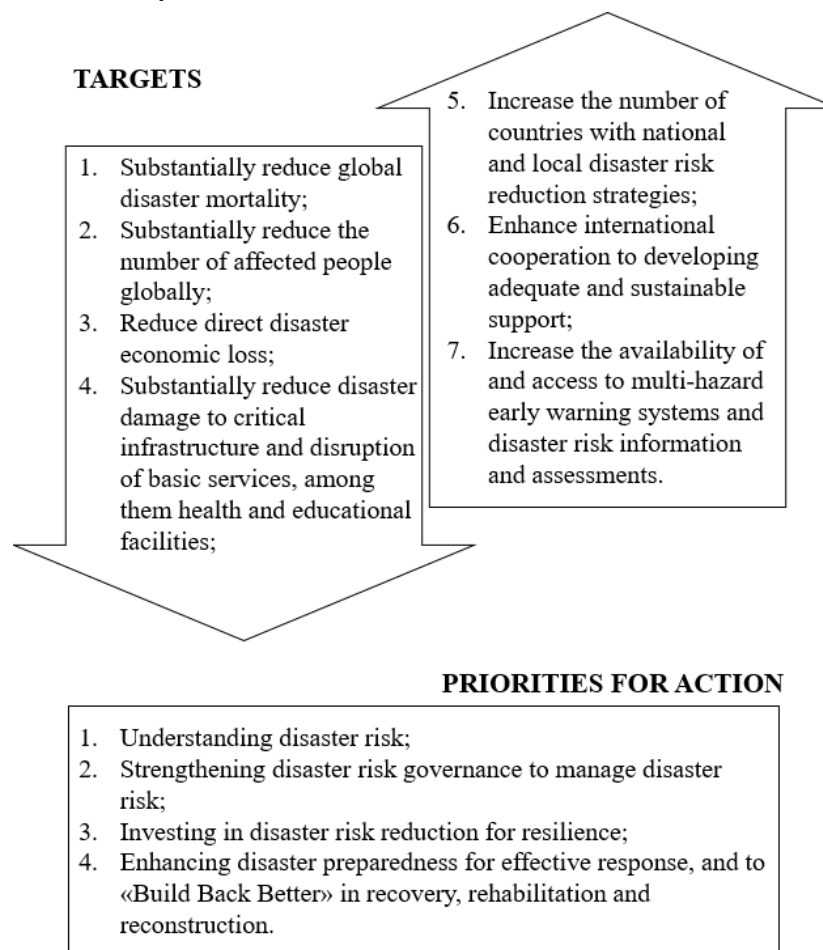 TARGETS
1. Substantially reduce global
disaster mortality;
2. Substantially reduce the
number of affected people
globally;
3. Reduce direct disaster
economic loss;
4. Substantially reduce disaster
damage to critical
infrastructure and disruption
of basic services, among
them health and educational
facilities;
5. Increase the number of
countries with national
and local disaster risk
reduction strategies;
6. Enhance international
cooperation to developing
adequate and sustainable
support;
7. Increase the availability of
and access to multi-hazard
early warning systems and
disaster risk information
and assessments.
PRIORITIES FOR ACTION
1. Understanding disaster risk;
2. Strengthening disaster risk governance to manage disaster
risk;
3. Investing in disaster risk reduction for resilience;
4. Enhancing disaster preparedness for effective response, and to
«Build Back Better» in recovery, rehabilitation and
reconstruction.